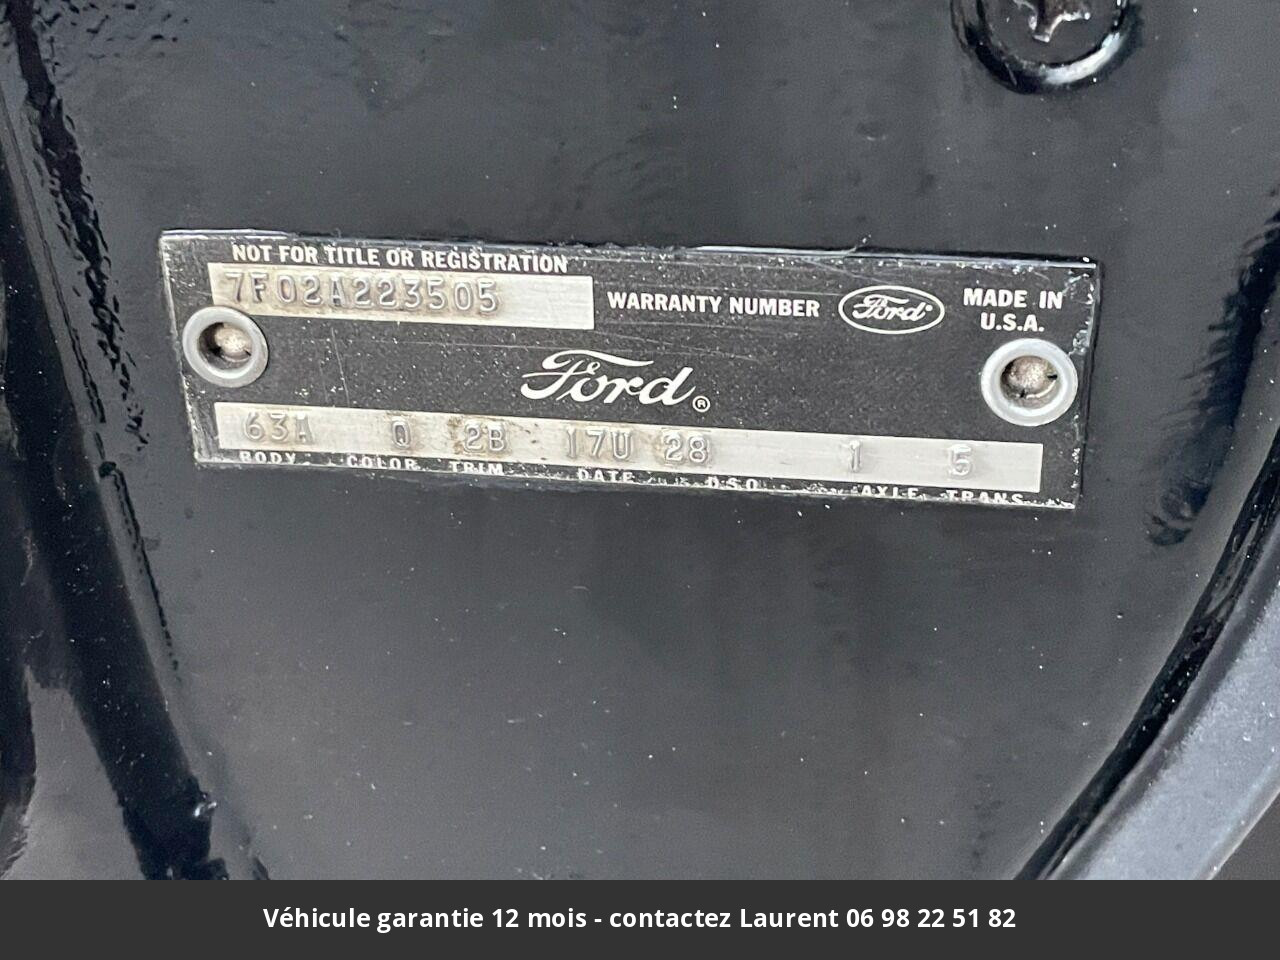 NOT FOR TITLE OR REGISTRATION
7F02A223505
WARRANTY NUMBER
Ford
MADE IN
U.S.A.
Ford®
63A Q 2B 17U 28 1 5
BODY COLOR TRIM DATE DSO AXLE TRANS
Véhicule garantie 12 mois - contactez Laurent 06 98 22 51 82